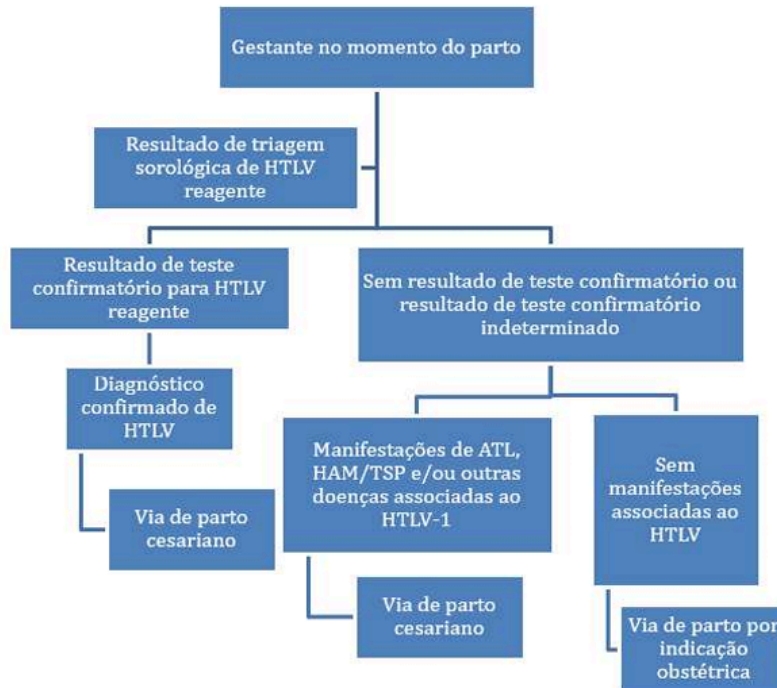 Gestante no momento do parto
Resultado de triagem
sorológica de HTLV
reagente
Resultado de teste
confirmatório para HTLV
reagente
Sem resultado de teste confirmatório ou
resultado de teste confirmatório
indeterminado
Diagnóstico
confirmado de
HTLV
Via de parto
cesariano
Manifestações de ATL,
HAM/TSP e/ou outras
doenças associadas ao
HTLV-1
Via de parto
cesariano
Sem
manifestações
associadas ao
HTLV
Via de parto por
indicação
obstétrica